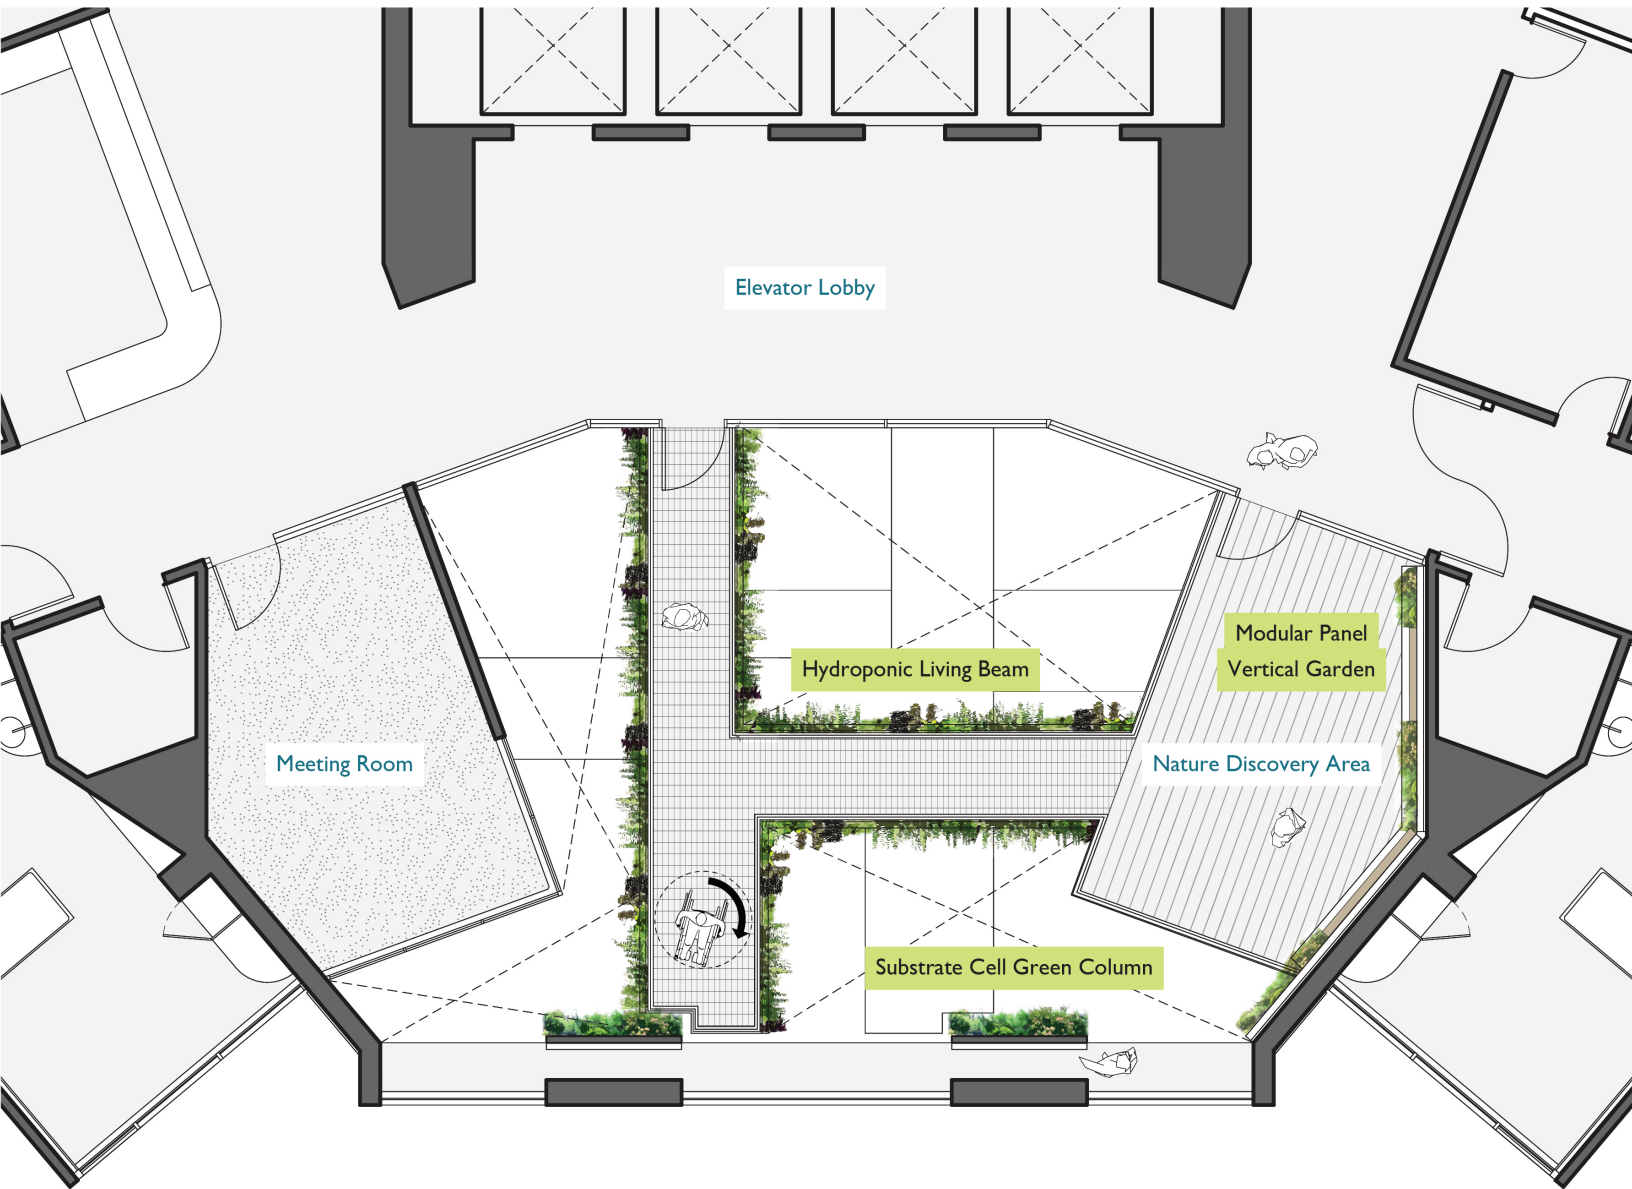 Elevator Lobby
Modular Panel
Vertical Garden
Hydroponic Living Beam
Meeting Room
Nature Discovery Area
Substrate Cell Green Column